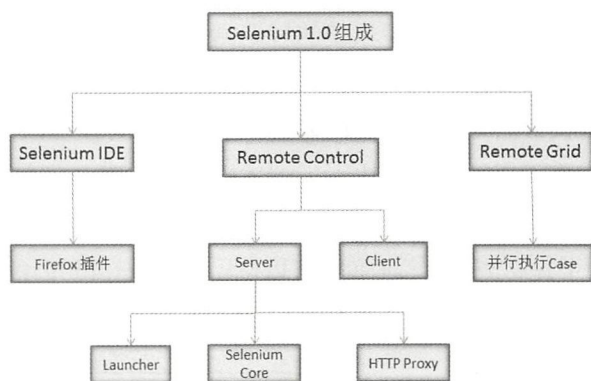 Selenium 1.0 组成
Selenium IDE
Remote Control
Remote Grid
Firefox 插件
Server
Client
并行执行Case
Launcher
Selenium
Core
HTTP Proxy